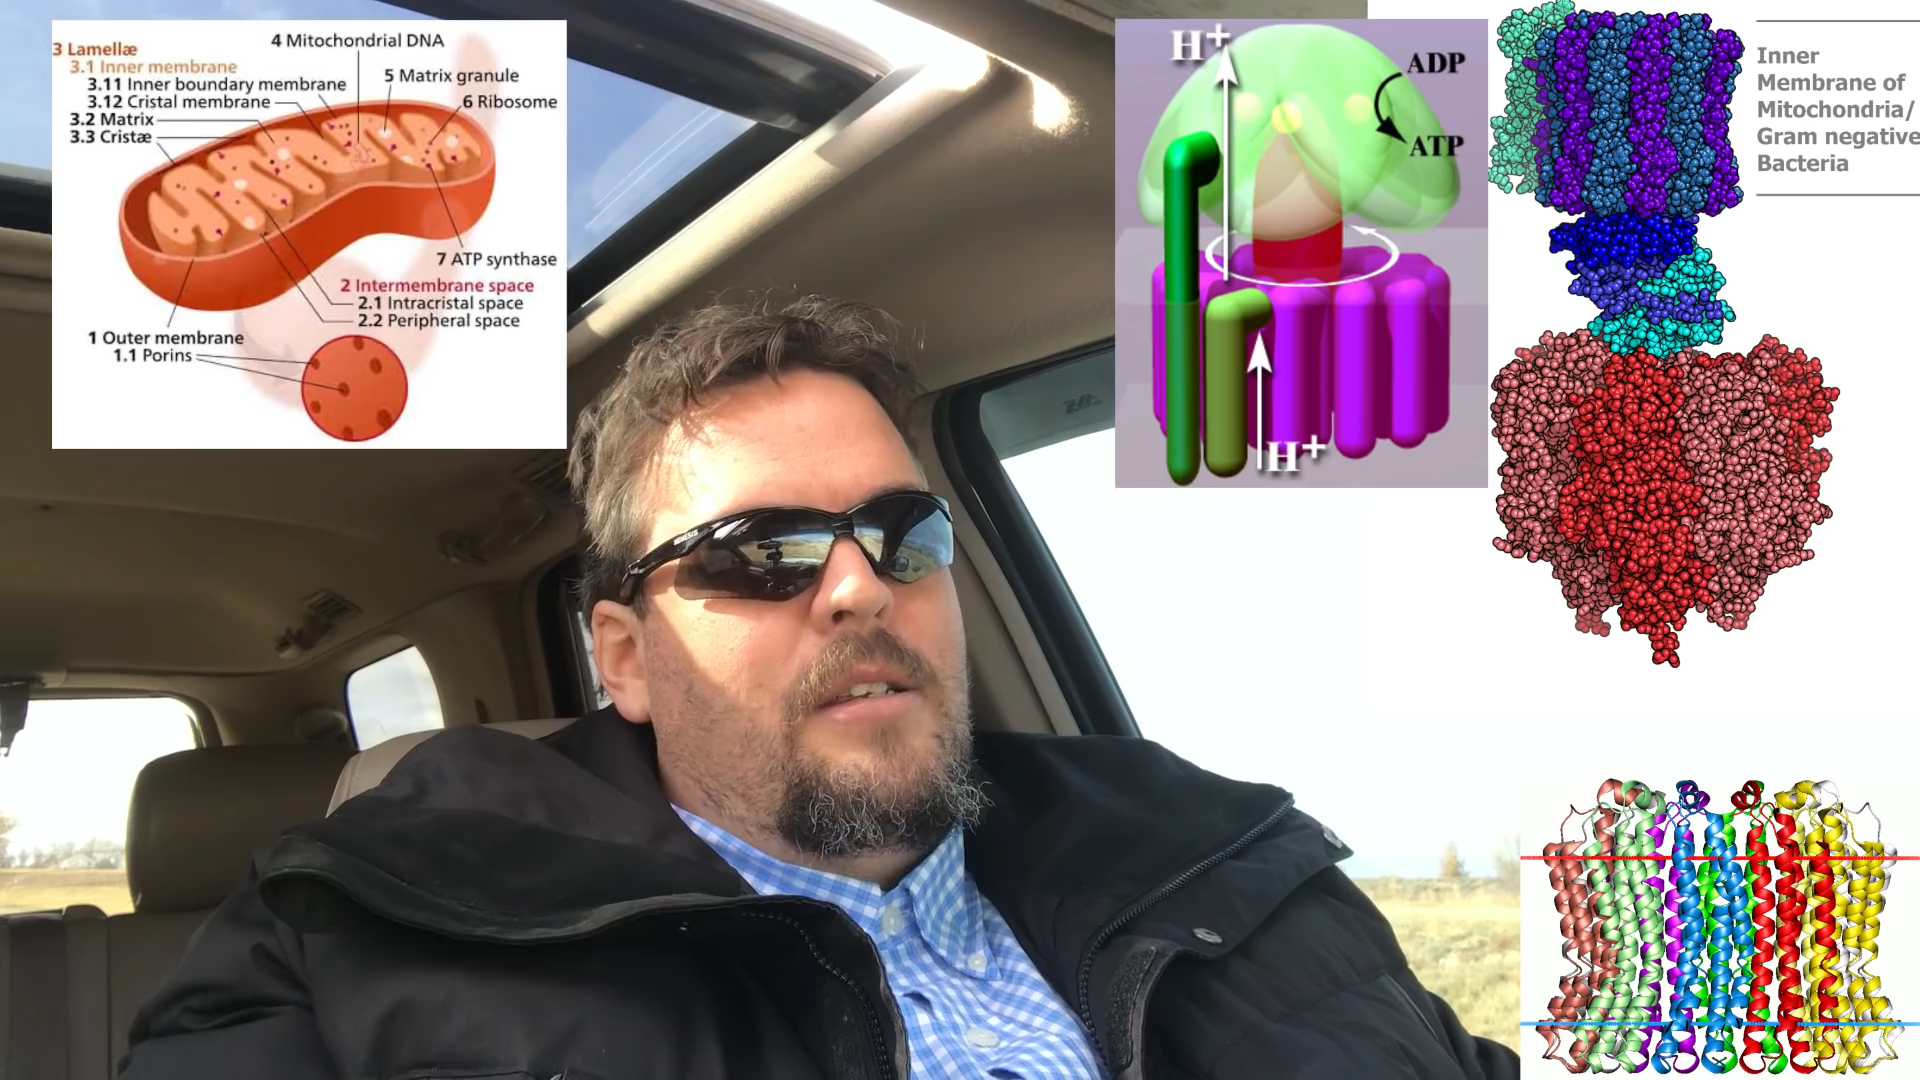 3 Lamellæ
3.1 Inner membrane
3.11 Inner boundary membrane
3.12 Cristal membrane
3.2 Matrix
3.3 Cristæ
4 Mitochondrial DNA
5 Matrix granule
6 Ribosome
7 ATP synthase
2 Intermembrane space
2.1 Intracristal space
2.2 Peripheral space
1 Outer membrane
1.1 Porins
H+
ADP
ATP
H+
Inner
Membrane of
Mitochondria/
Gram negative
Bacteria
NEMESIS